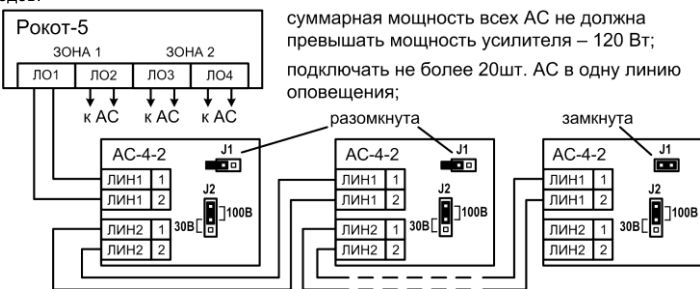 суммарная мощность всех АС не должна
превышать мощность усилителя – 120 Вт;
подключать не более 20шт. АС в одну линию
оповещения;
Рокот-5
ЗОНА 1 ЗОНА 2
ЛО1 ЛО2 ЛО3 ЛО4
к АС к АС к АС
разомкнута замкнута
АС-4-2 J1
ЛИН1 1
ЛИН1 2
J2
30В 100В
ЛИН2 1
ЛИН2 2
АС-4-2 J1
ЛИН1 1
ЛИН1 2
J2
30В 100В
ЛИН2 1
ЛИН2 2
АС-4-2 J1
ЛИН1 1
ЛИН1 2
J2
30В 100В
ЛИН2 1
ЛИН2 2